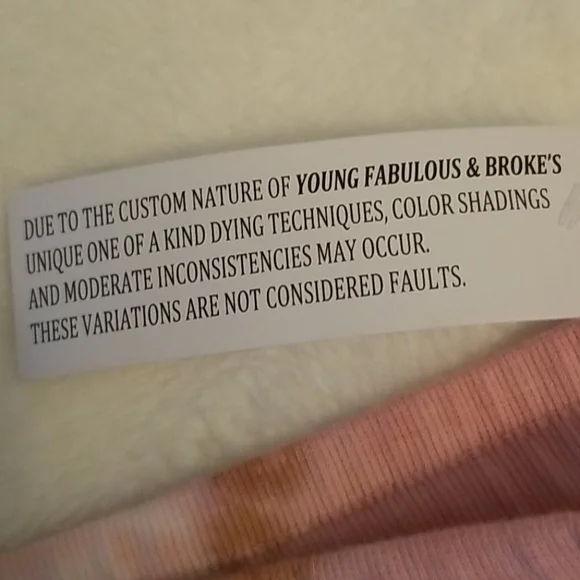 DUE TO THE CUSTOM NATURE OF YOUNG FABULOUS & BROKE'S
UNIQUE ONE OF A KIND DYING TECHNIQUES, COLOR SHADINGS
AND MODERATE INCONSISTENCIES MAY OCCUR.
THESE VARIATIONS ARE NOT CONSIDERED FAULTS.